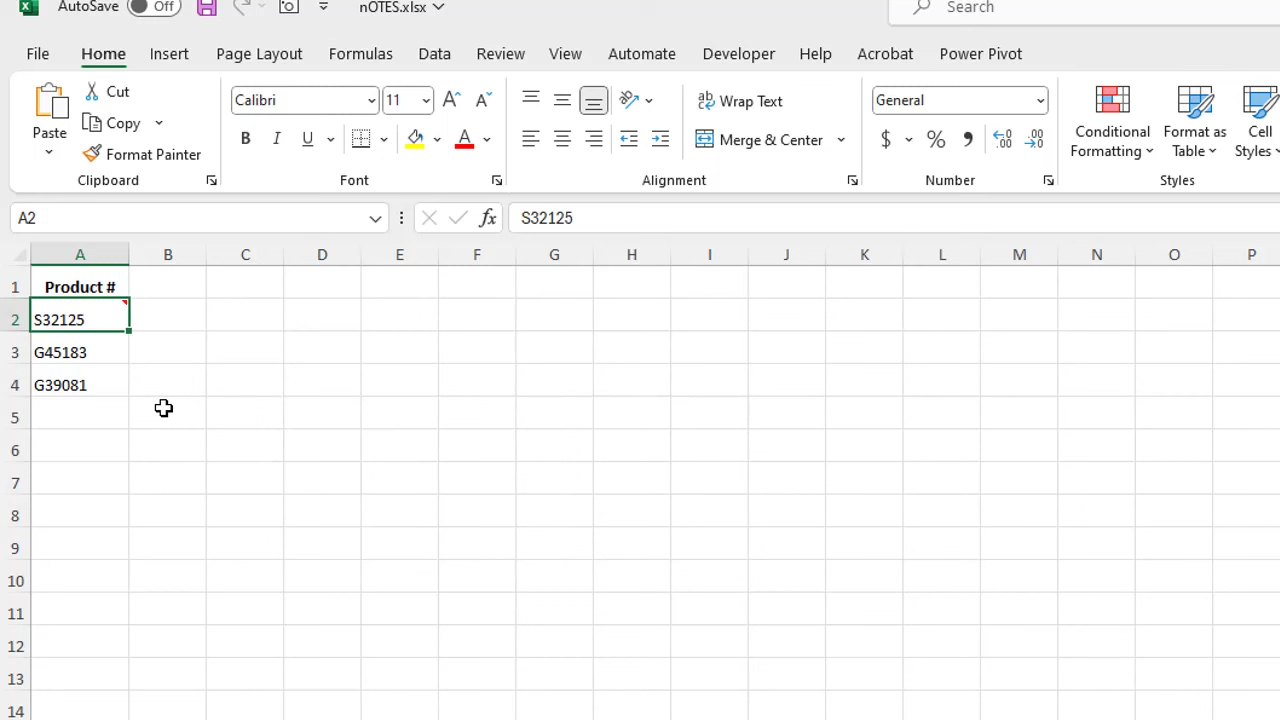 AutoSave Off nOTES.xlsx Search
File Home Insert Page Layout Formulas Data Review View Automate Developer Help Acrobat Power Pivot
Paste Cut Copy Format Painter
Clipboard
Calibri 11
B I U A
Font
ab Wrap Text
Merge & Center
Alignment
General
$ % , .00
Number
Conditional Formatting Format as Table Cell Styles
Styles
A2 fx S32125
A B C D E F G H I J K L M N O P
1 Product #
2 S32125
3 G45183
4 G39081
5
6
7
8
9
10
11
12
13
14